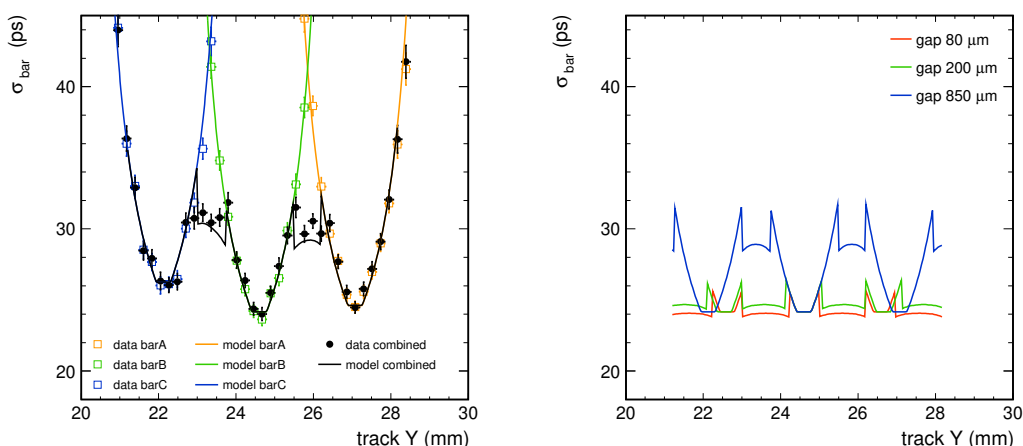 σbar (ps)
40
30
20
data barA
model barA
data combined
data barB
model barB
model combined
data barC
model barC
20
22
24
26
28
30
track Y (mm)
σbar (ps)
40
30
20
gap 80 μm
gap 200 μm
gap 850 μm
20
22
24
26
28
30
track Y (mm)